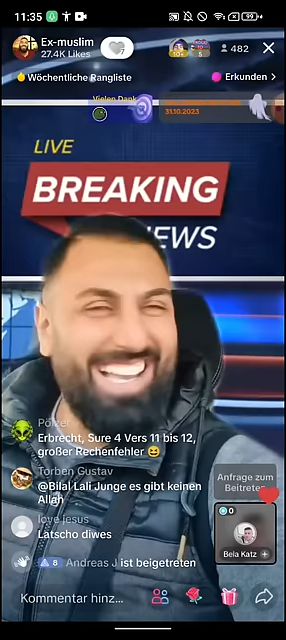 11:35
99+
Ex-muslim
27.4K Likes
482
Wöchentliche Rangliste
Erkunden >
Vielen Dank
31.10.2023
LIVE
BREAKING
NEWS
Erbrecht, Sure 4 Vers 11 bis 12,
großer Rechenfehler 😆
Torben Gustav
@Bilal Lali Junge es gibt keinen
Allah
love jesus
Latscho diwes
8 Andreas J ist beigetreten
Anfrage zum
Beitreten
0
Bela Katz +
Kommentar hinz...